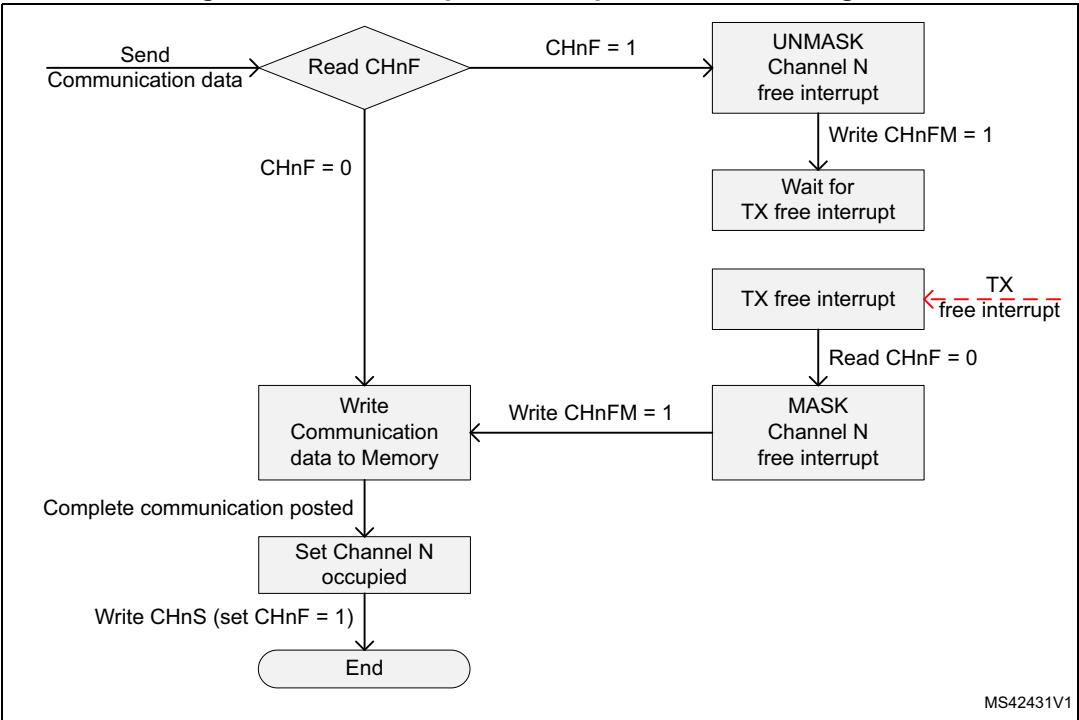 Send
Communication data
Read CHnF
CHnF = 1
UNMASK
Channel N
free interrupt
Write CHnFM = 1
CHnF = 0
Wait for
TX free interrupt
TX free interrupt
TX
free interrupt
Read CHnF = 0
Write
Communication
data to Memory
Write CHnFM = 1
MASK
Channel N
free interrupt
Complete communication posted
Set Channel N
occupied
Write CHnS (set CHnF = 1)
End
MS42431V1